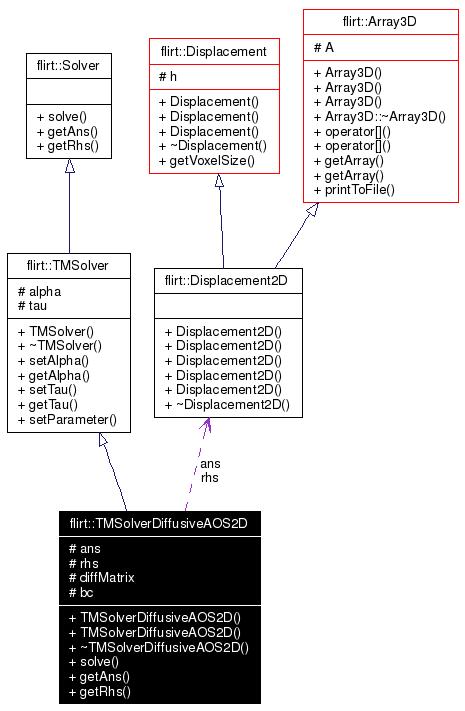 flirt::Array3D
# A
+ Array3D()
+ Array3D()
+ Array3D()
+ Array3D::~Array3D()
+ operator[]()
+ operator[]()
+ getArray()
+ getArray()
+ printToFile()
flirt::Displacement
# h
+ Displacement()
+ Displacement()
+ Displacement()
+ ~Displacement()
+ getVoxelSize()
flirt::Solver
+ solve()
+ getAns()
+ getRhs()
flirt::TMSolver
# alpha
# tau
+ TMSolver()
+ ~TMSolver()
+ setAlpha()
+ getAlpha()
+ setTau()
+ getTau()
+ setParameter()
flirt::Displacement2D
+ Displacement2D()
+ Displacement2D()
+ Displacement2D()
+ Displacement2D()
+ Displacement2D()
+ ~Displacement2D()
ans
rhs
flirt::TMSolverDiffusiveAOS2D
# ans
# rhs
# diffMatrix
# bc
+ TMSolverDiffusiveAOS2D()
+ TMSolverDiffusiveAOS2D()
+ ~TMSolverDiffusiveAOS2D()
+ solve()
+ getAns()
+ getRhs()